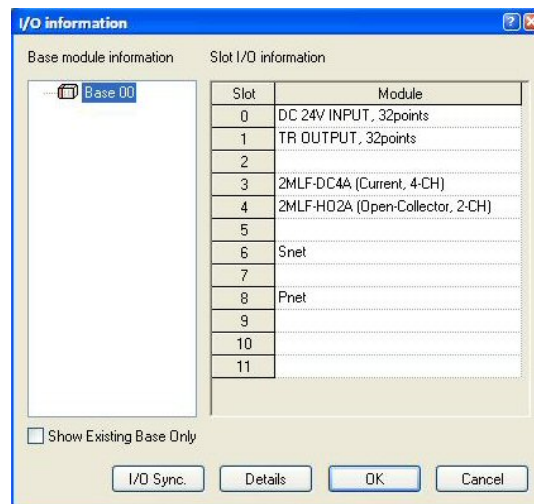 I/O information
Base module information
Slot I/O information
Base 00
Slot Module
0 DC 24V INPUT, 32points
1 TR OUTPUT, 32points
2
3 2MLF-DC4A (Current, 4-CH)
4 2MLF-HO2A (Open-Collector, 2-CH)
5
6 Snet
7
8 Pnet
9
10
11
Show Existing Base Only
I/O Sync. Details OK Cancel